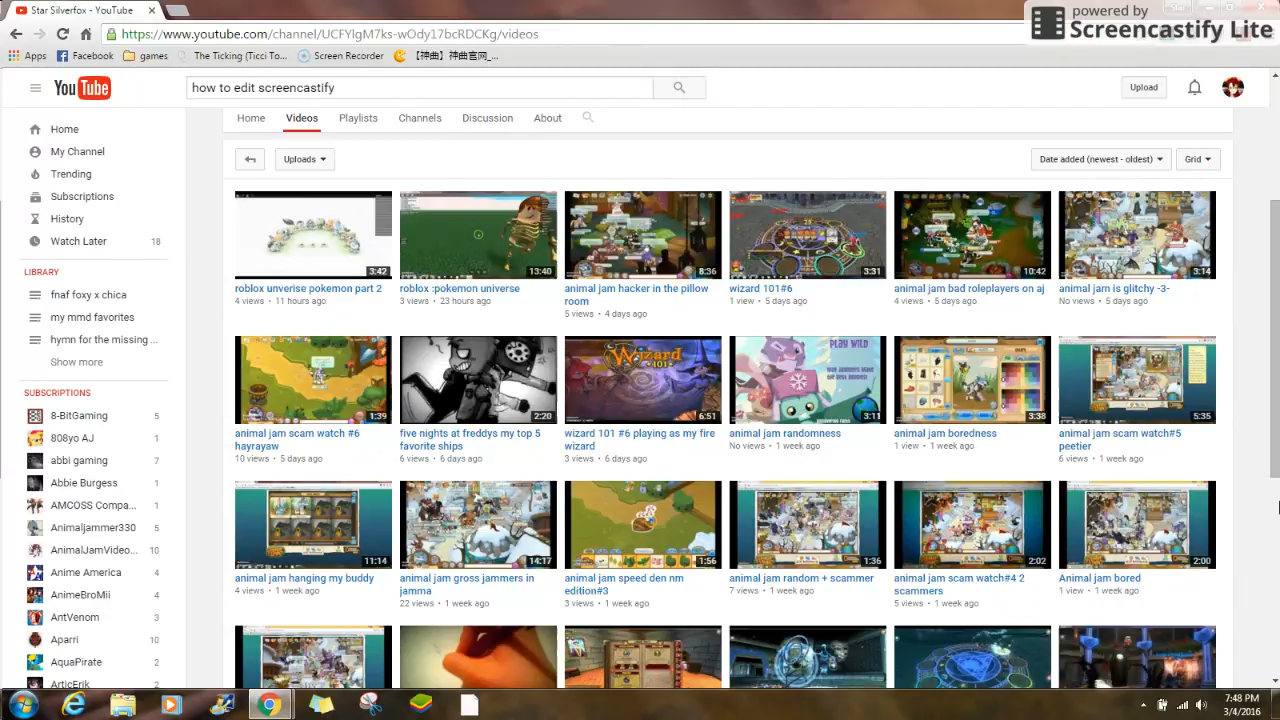 Star Silverfox - YouTube
powered by
Screencastify Lite
Apps
Facebook
games
The Ticking (Ticci To...
Screen Recorder
【神曲】神曲官网_...
YouTube
how to edit screencastify
Upload
Home
Videos
Playlists
Channels
Discussion
About
Uploads
Date added (newest - oldest)
Grid
Home
My Channel
Trending
Subscriptions
History
Watch Later
18
LIBRARY
fnaf foxy x chica
my mmd favorites
hymn for the missing ...
Show more
SUBSCRIPTIONS
8-BitGaming 5
808yo AJ 1
abbi gaming 7
Abbie Burgess 1
AMCOSS Compa... 1
Animaljammer330 5
AnimalJamVideo... 10
Anime America 4
AnimeBroMii 4
AntVenom 3
Aparri 10
AquaPirate 2
ArticErik 2
3:42
13:40
8:36
3:31
10:42
3:14
roblox unverise pokemon part 2
4 views • 11 hours ago
roblox :pokemon universe
3 views • 23 hours ago
animal jam hacker in the pillow
room
5 views • 4 days ago
wizard 101#6
1 view • 5 days ago
animal jam bad roleplayers on aj
4 views • 5 days ago
animal jam is glitchy -3-
No views • 5 days ago
Wizard
101
PLAY WILD
1:39
2:20
6:51
3:11
3:38
5:35
animal jam scam watch #6
hayrayaw
10 views • 5 days ago
five nights at freddys my top 5
favorite ships
6 views • 6 days ago
wizard 101 #6 playing as my fire
wizard
3 views • 6 days ago
animal jam randomness
No views • 1 week ago
animal jam boredness
1 view • 1 week ago
animal jam scam watch#5
peetier
6 views • 1 week ago
11:14
14:17
1:56
1:36
2:02
2:00
animal jam hanging my buddy
4 views • 1 week ago
animal jam gross jammers in
jamma
22 views • 1 week ago
animal jam speed den nm
edition#3
3 views • 1 week ago
animal jam random + scammer
7 views • 1 week ago
animal jam scam watch#4 2
scammers
5 views • 1 week ago
Animal jam bored
1 view • 1 week ago
7:48 PM
3/4/2016